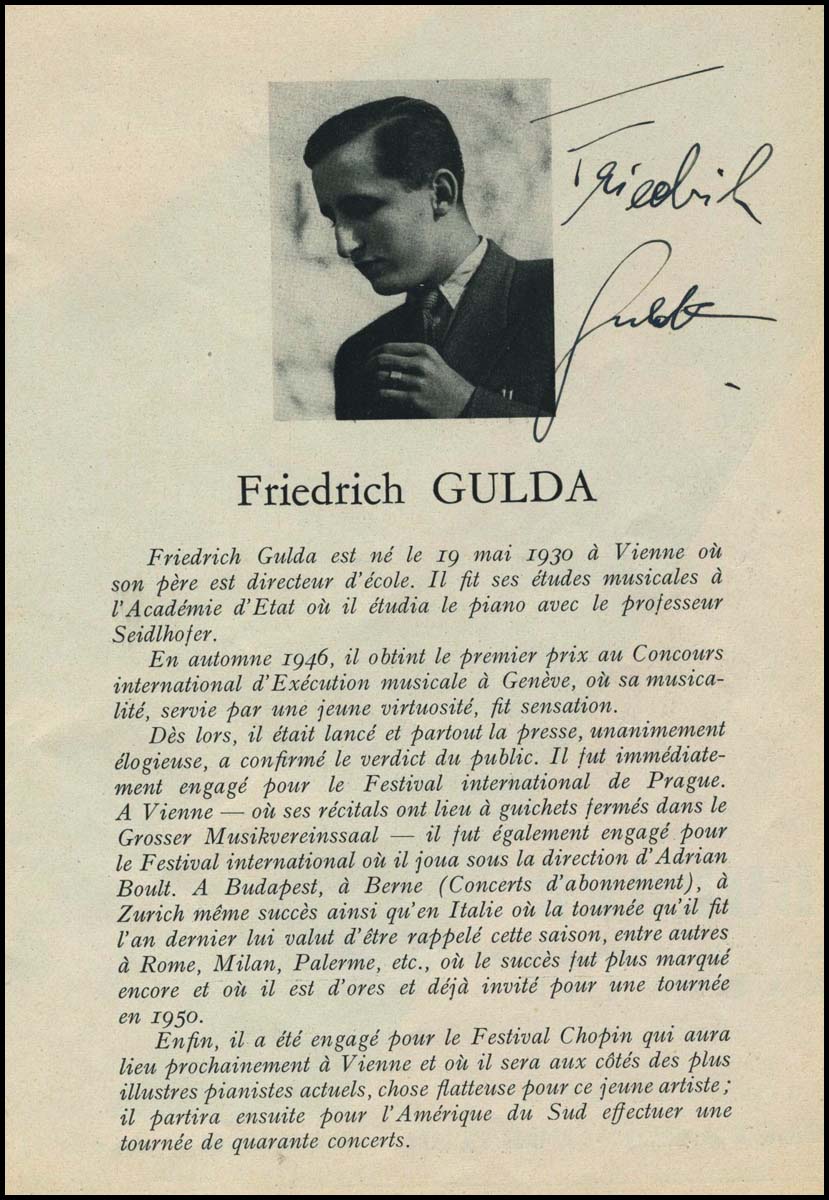 Friedrich
Gulda
Friedrich GULDA
Friedrich Gulda est né le 19 mai 1930 à Vienne où
son père est directeur d'école. Il fit ses études musicales à
l'Académie d'Etat où il étudia le piano avec le professeur
Seidlhofer.
En automne 1946, il obtint le premier prix au Concours
international d'Exécution musicale à Genève, où sa musica-
lité, servie par une jeune virtuosité, fit sensation.
Dès lors, il était lancé et partout la presse, unanimement
élogieuse, a confirmé le verdict du public. Il fut immédiate-
ment engagé pour le Festival international de Prague.
A Vienne — où ses récitals ont lieu à guichets fermés dans le
Grosser Musikvereinssaal — il fut également engagé pour
le Festival international où il joua sous la direction d'Adrian
Boult. A Budapest, à Berne (Concerts d'abonnement), à
Zurich même succès ainsi qu'en Italie où la tournée qu'il fit
l'an dernier lui valut d'être rappelé cette saison, entre autres
à Rome, Milan, Palerme, etc., où le succès fut plus marqué
encore et où il est d'ores et déjà invité pour une tournée
en 1950.
Enfin, il a été engagé pour le Festival Chopin qui aura
lieu prochainement à Vienne et où il sera aux côtés des plus
illustres pianistes actuels, chose flatteuse pour ce jeune artiste ;
il partira ensuite pour l'Amérique du Sud effectuer une
tournée de quarante concerts.